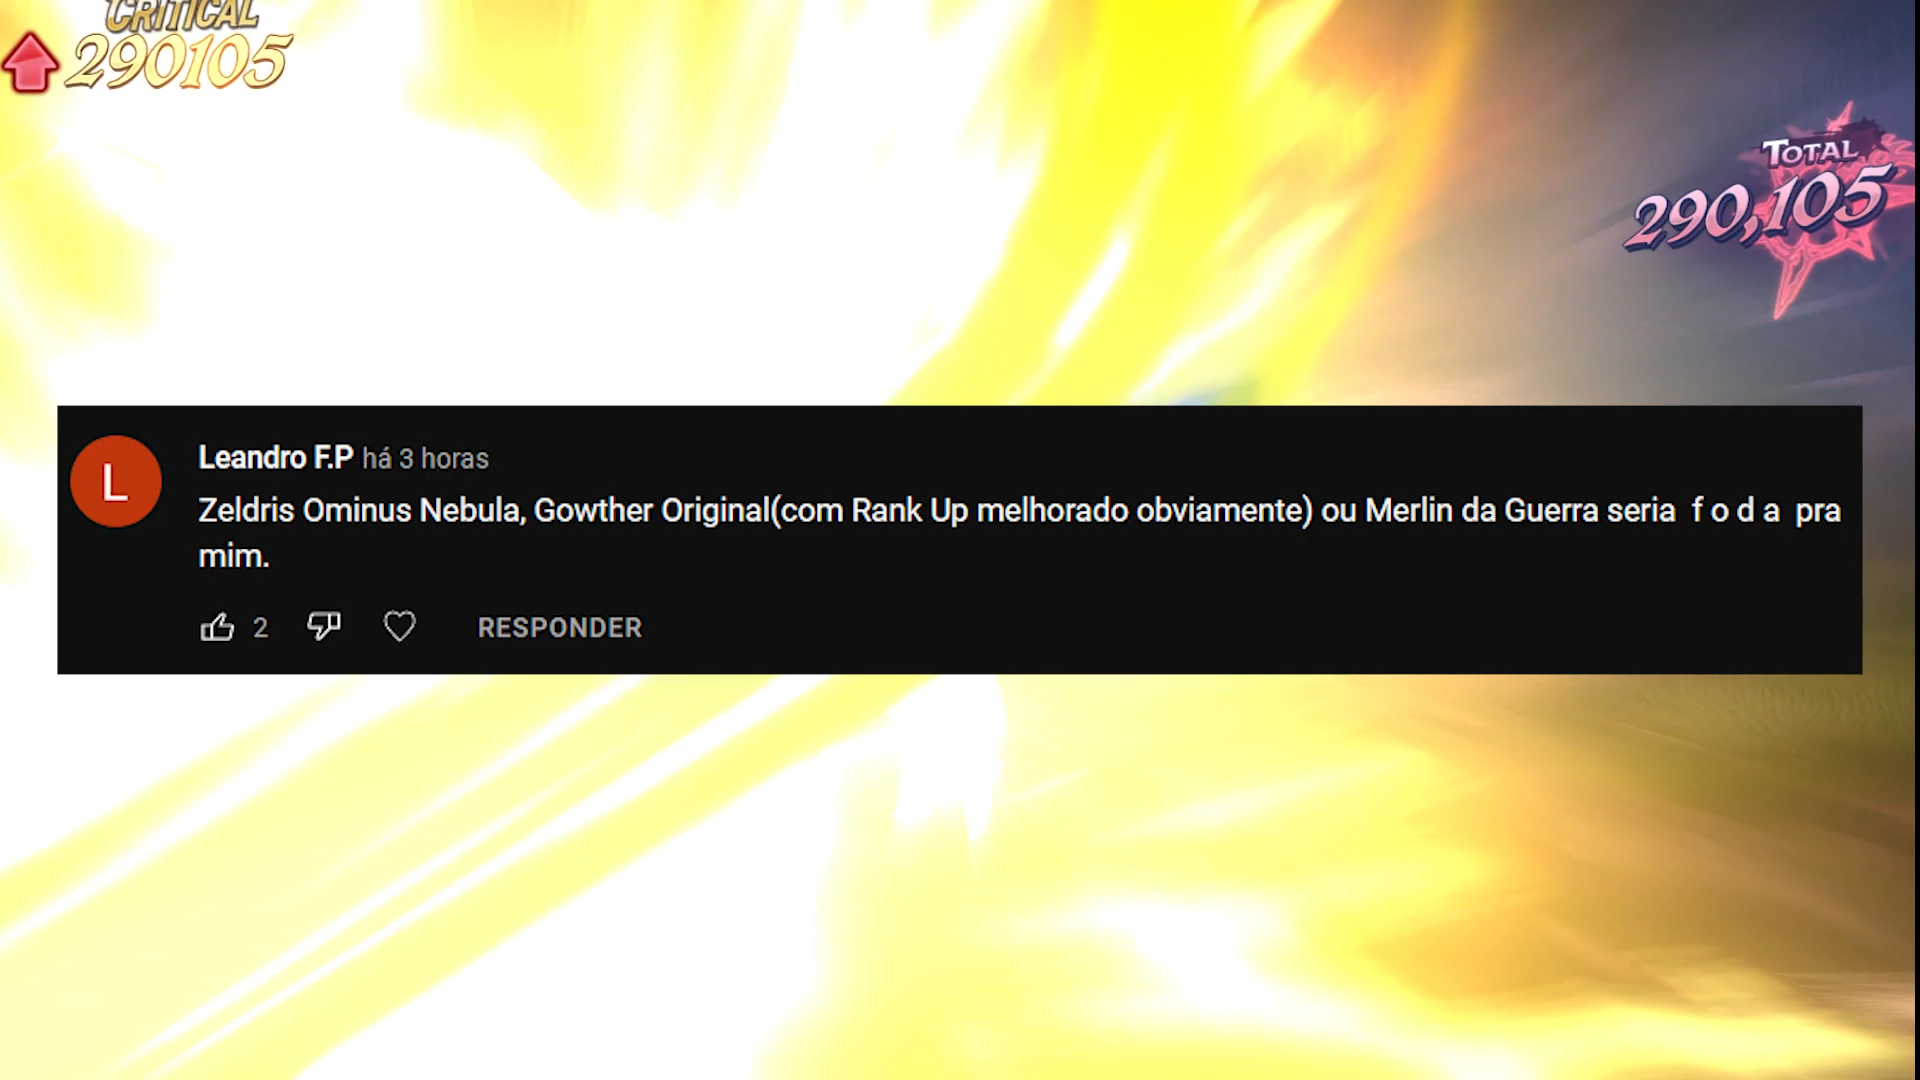 CRITICAL
290105
TOTAL
290,105
L
Leandro F.P há 3 horas
Zeldris Ominus Nebula, Gowther Original(com Rank Up melhorado obviamente) ou Merlin da Guerra seria f o d a pra
mim.
2
RESPONDER